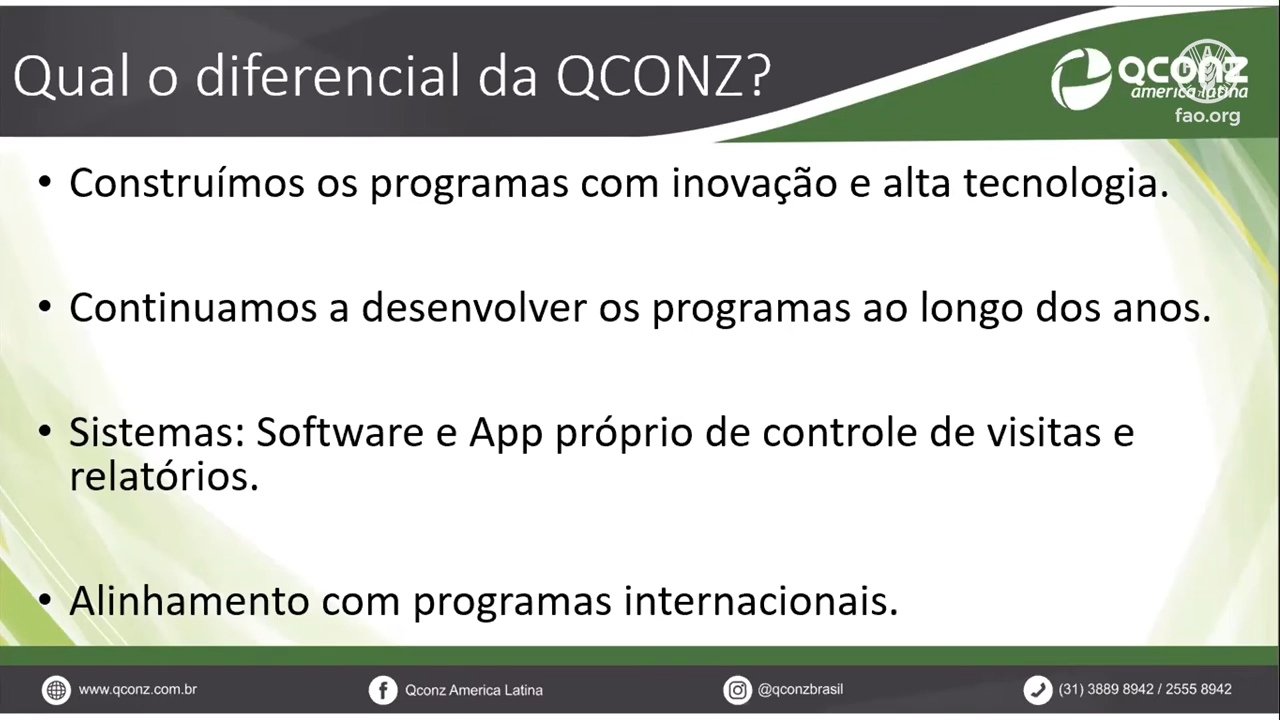 Qual o diferencial da QCONZ?
qconz
america latina
fao.org
• Construímos os programas com inovação e alta tecnologia.
• Continuamos a desenvolver os programas ao longo dos anos.
• Sistemas: Software e App próprio de controle de visitas e
relatórios.
• Alinhamento com programas internacionais.
www.qconz.com.br
Qconz America Latina
@qconzbrasil
(31) 3889 8942 / 2555 8942